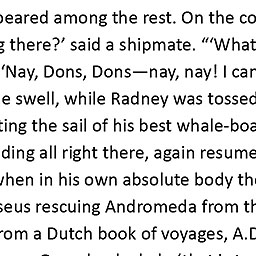 peared among the rest. On the co
g there?’ said a shipmate. “‘What
‘Nay, Dons, Dons—nay, nay! I can
e swell, while Radney was tossed
ting the sail of his best whale-boa
ding all right there, again resume
when in his own absolute body the
seus rescuing Andromeda from th
rom a Dutch book of voyages, A.D